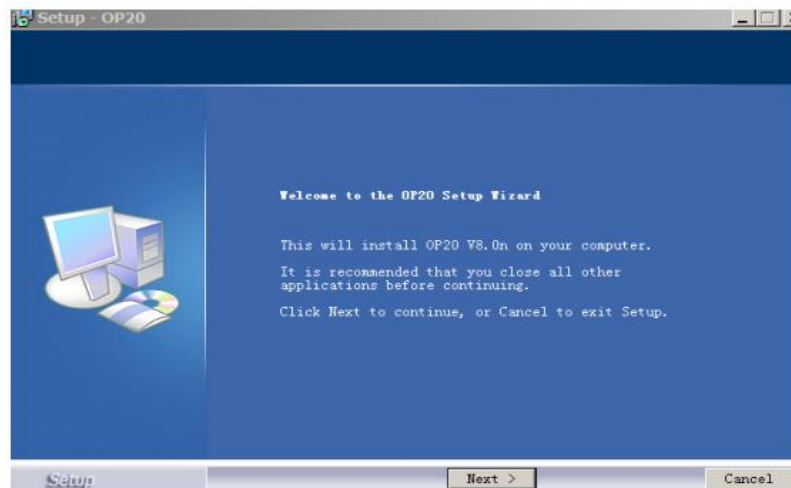 Setup - OP20
Welcome to the OP20 Setup Wizard
This will install OP20 V8.0n on your computer.
It is recommended that you close all other
applications before continuing.
Click Next to continue, or Cancel to exit Setup.
Setup
Next >
Cancel